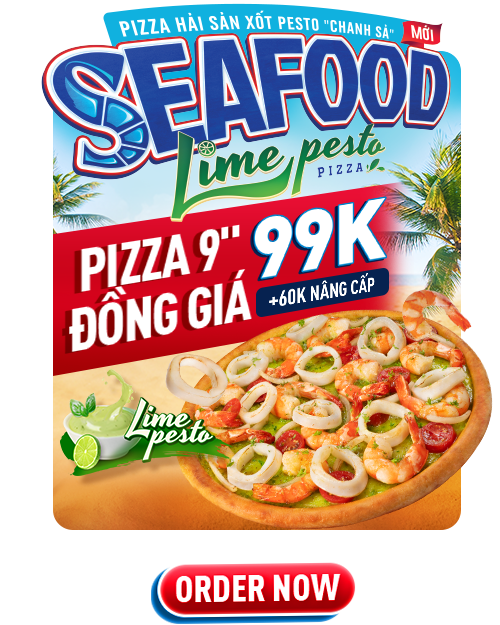 PIZZA HẢI SẢN XỐT PESTO "CHANH SẢ"
MỚI
SEAFOOD
Lime pesto
PIZZA
PIZZA 9"
ĐỒNG GIÁ
99K
+60K NÂNG CẤP
Lime
pesto
ORDER NOW